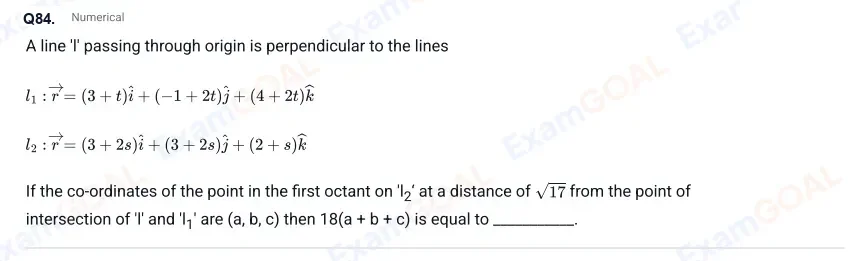 Q84. Numerical
A line 'l' passing through origin is perpendicular to the lines
l₁ : r⃗ = (3 + t)î + (−1 + 2t)ĵ + (4 + 2t)k̂
l₂ : r⃗ = (3 + 2s)î + (3 + 2s)ĵ + (2 + s)k̂
If the co-ordinates of the point in the first octant on 'l₂' at a distance of √17 from the point of
intersection of 'l' and 'l₁' are (a, b, c) then 18(a + b + c) is equal to __________.